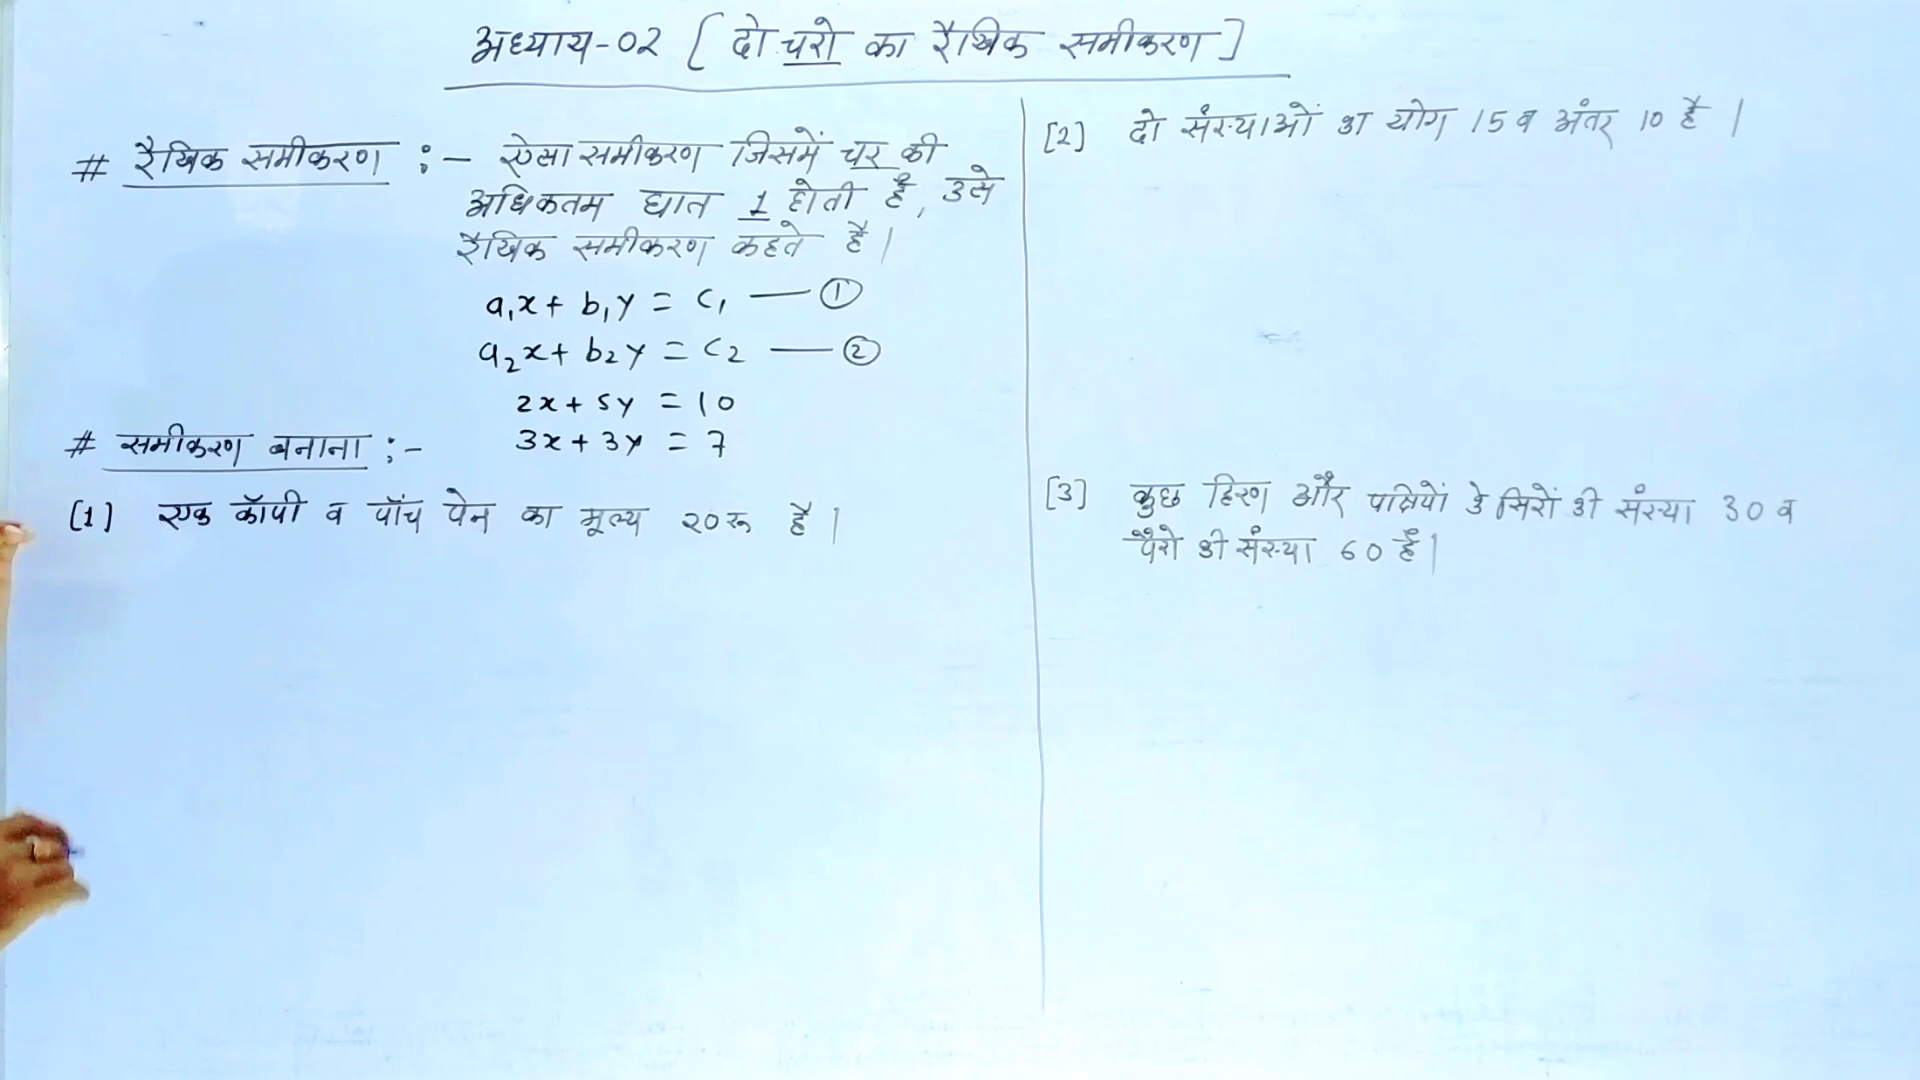 अध्याय-02 [ दो चरो का रैखिक समीकरण ]
# रैखिक समीकरण :- ऐसा समीकरण जिसमें चर की
अधिकतम घात 1 होती है, उसे
रैखिक समीकरण कहते है।
a₁x + b₁y = c₁ — ①
a₂x + b₂y = c₂ — ②
2x + 5y = 10
3x + 3y = 7
# समीकरण बनाना :-
[1] एक कॉपी व पाँच पेन का मूल्य २० रू है।
[2] दो संख्याओं का योग 15 व अंतर 10 है।
[3] कुछ हिरण और पक्षियों के सिरों की संख्या 30 व
पैरो की संख्या 60 है।